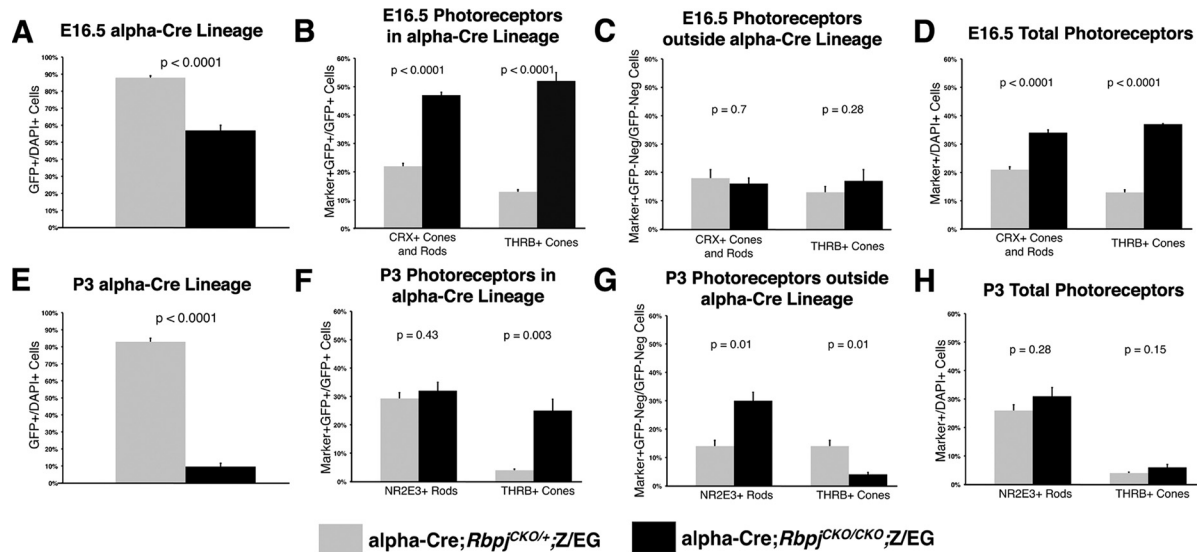 A
E16.5 alpha-Cre Lineage
p < 0.0001
GFP+/DAPI+ Cells
100%
90%
80%
70%
60%
50%
40%
30%
20%
10%
0%
B
E16.5 Photoreceptors
in alpha-Cre Lineage
p < 0.0001
p < 0.0001
Marker+GFP+/GFP+ Cells
60%
50%
40%
30%
20%
10%
0%
CRX+ Cones
and Rods
THRB+ Cones
C
E16.5 Photoreceptors
outside alpha-Cre Lineage
p = 0.7
p = 0.28
Marker+GFP-Neg/GFP-Neg Cells
60%
50%
40%
30%
20%
10%
0%
CRX+ Cones
and Rods
THRB+ Cones
D
E16.5 Total Photoreceptors
p < 0.0001
p < 0.0001
Marker+/DAPI+ Cells
60%
50%
40%
30%
20%
10%
0%
CRX+ Cones
and Rods
THRB+ Cones
E
P3 alpha-Cre Lineage
p < 0.0001
GFP+/DAPI+ Cells
100%
90%
80%
70%
60%
50%
40%
30%
20%
10%
0%
F
P3 Photoreceptors in
alpha-Cre Lineage
p = 0.43
p = 0.003
Marker+GFP+/GFP+ Cells
60%
50%
40%
30%
20%
10%
0%
NR2E3+ Rods
THRB+ Cones
G
P3 Photoreceptors outside
alpha-Cre Lineage
p = 0.01
p = 0.01
Marker+GFP-Neg/GFP-Neg Cells
60%
50%
40%
30%
20%
10%
0%
NR2E3+ Rods
THRB+ Cones
H
P3 Total Photoreceptors
p = 0.28
p = 0.15
Marker+/DAPI+ Cells
60%
50%
40%
30%
20%
10%
0%
NR2E3+ Rods
THRB+ Cones
alpha-Cre;Rbpj^CKO/+;Z/EG
alpha-Cre;Rbpj^CKO/CKO;Z/EG